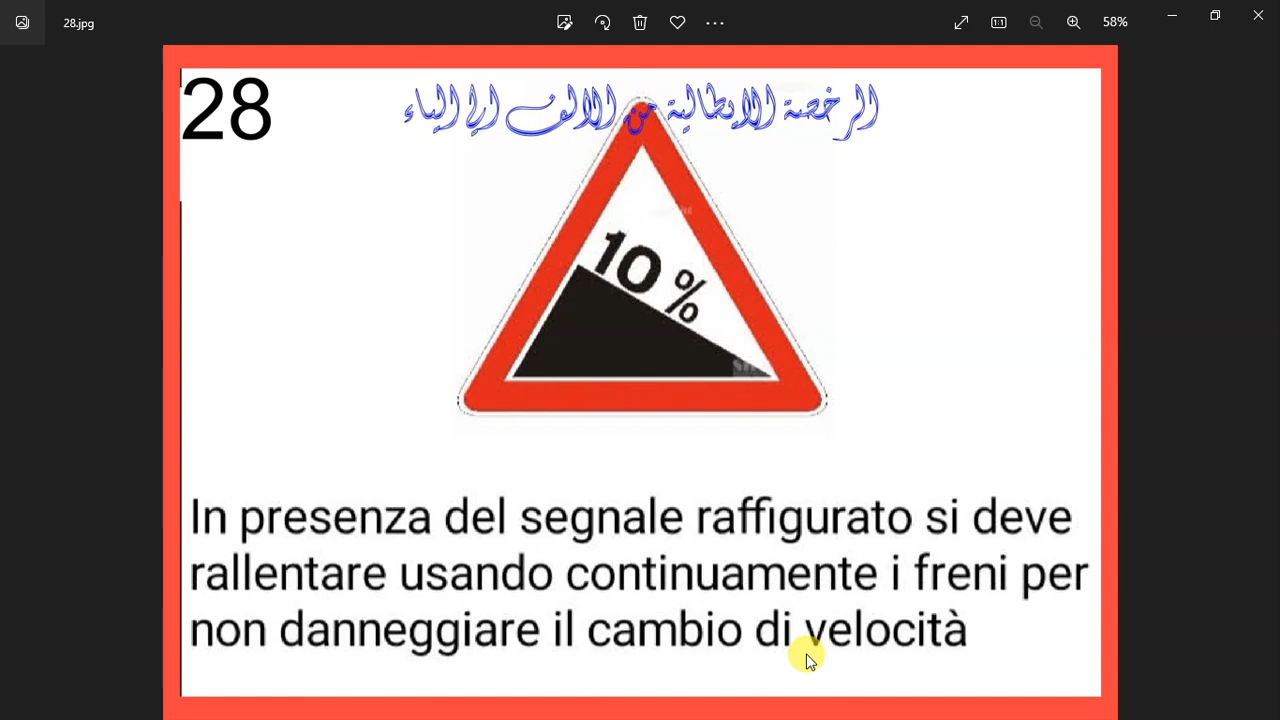 28.jpg
58%
28
الرخصة الايطالية من الالف الى الياء
10 %
In presenza del segnale raffigurato si deve
rallentare usando continuamente i freni per
non danneggiare il cambio di velocità